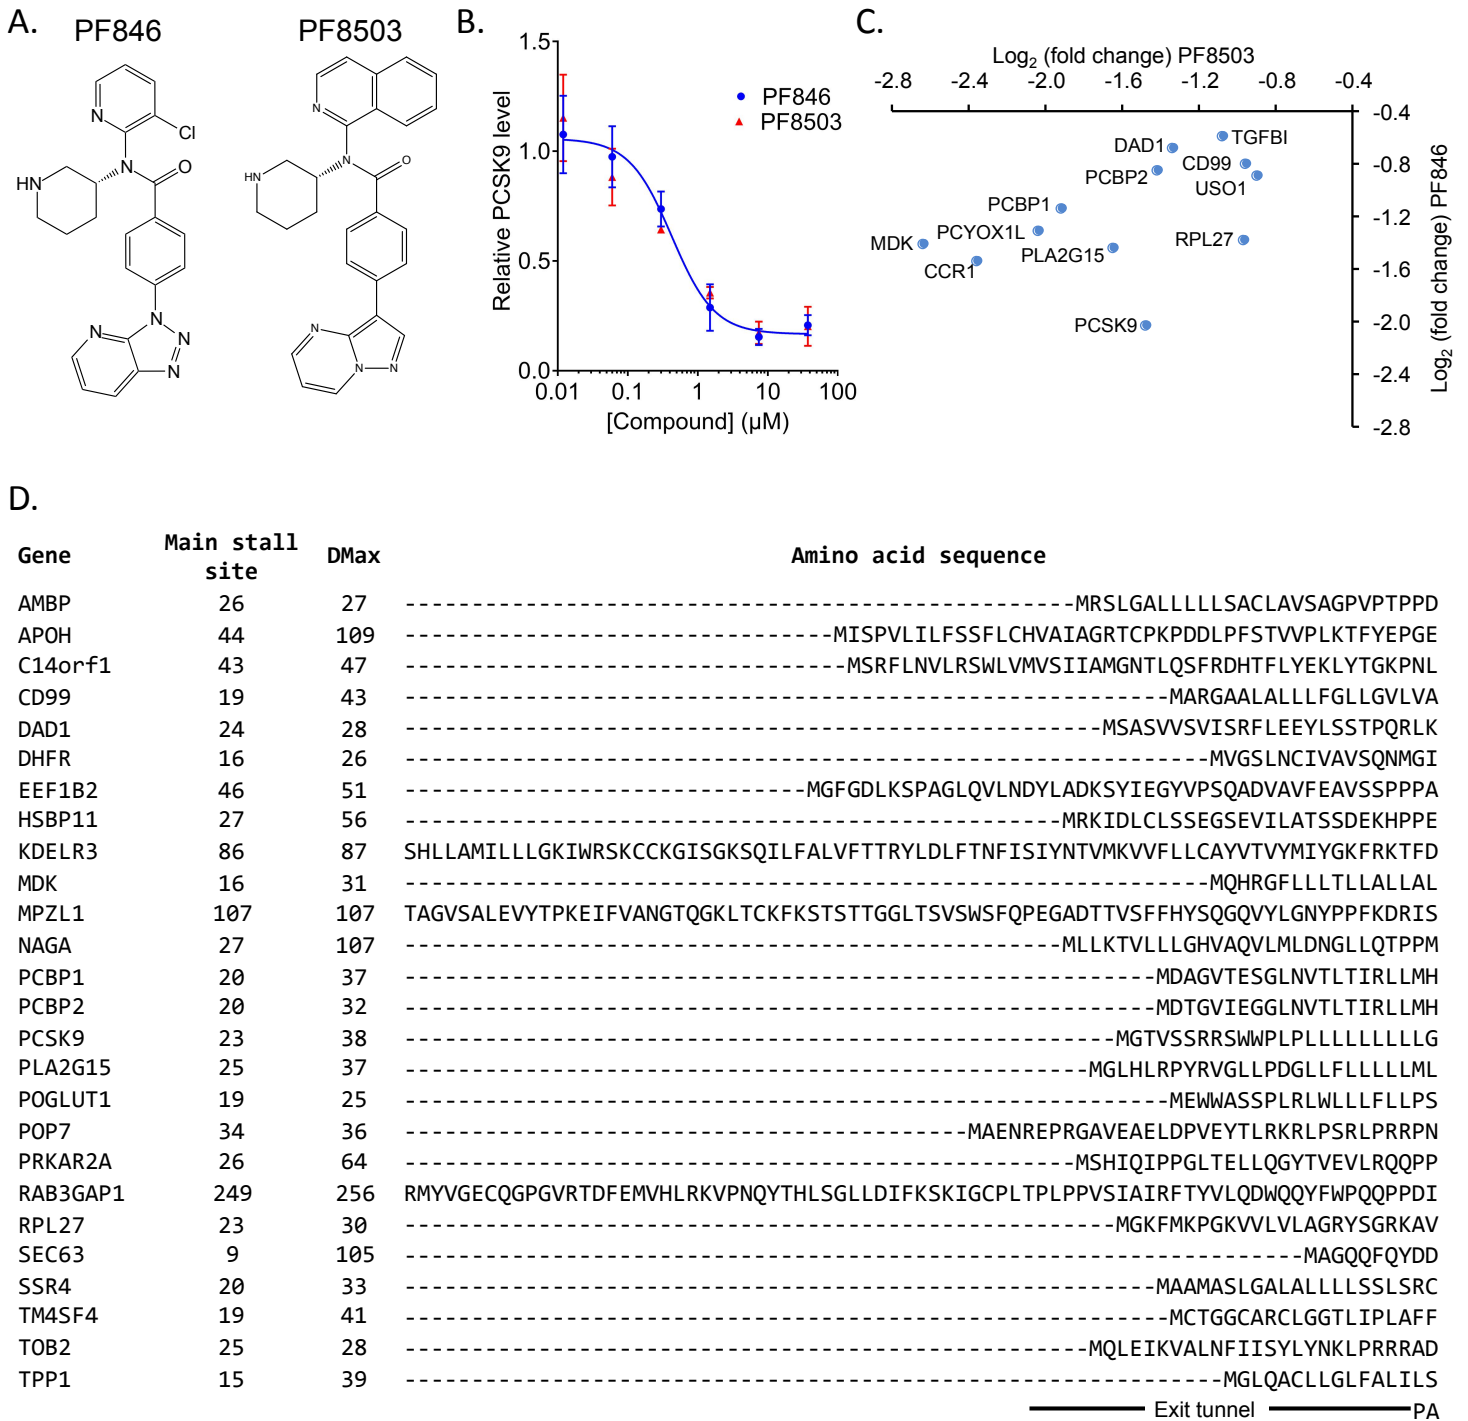 A.
PF846
PF8503
N
Cl
N
O
HN
N
N
N
N
N
N
O
HN
N
N
N
B.
1.5
1.0
0.5
0.0
Relative PCSK9 level
PF846
PF8503
0.01 0.1 1 10 100
[Compound] (µM)
C.
Log2 (fold change) PF8503
-2.8 -2.4 -2.0 -1.6 -1.2 -0.8 -0.4
-0.4
-0.8
-1.2
-1.6
-2.0
-2.4
-2.8
Log2 (fold change) PF846
TGFBI
DAD1
CD99
PCBP2
USO1
PCBP1
PCYOX1L
RPL27
MDK
PLA2G15
CCR1
PCSK9
D.
Gene Main stall site DMax Amino acid sequence
AMBP 26 27 --------------------------------------------------MRSLGALLLLLSACLAVSAGPVPTPPD
APOH 44 109 --------------------------------MISPVLILFSSFLCHVAIAGRTCPKPDDLPFSTVVPLKTFYEPGE
C14orf1 43 47 ---------------------------------MSRFLNVLRSWLVMVSIIAMGNTLQSFRDHTFLYEKLYTGKPNL
CD99 19 43 ---------------------------------------------------------MARGAALALLLFGLLGVLVA
DAD1 24 28 ----------------------------------------------------MSASVVSVISRFLEEYLSSTPQRLK
DHFR 16 26 ------------------------------------------------------------MVGSLNCIVAVSQNMGI
EEF1B2 46 51 ------------------------------MGFGDLKSPAGLQVLNDYLADKSYIEGYVPSQADVAVFEAVSSPPPA
HSBP11 27 56 -------------------------------------------------MRKIDLCLSSEGSEVILATSSDEKHPPE
KDELR3 86 87 SHLLAMILLLGKIWRSKCCKGISGKSQILFALVFTTRYLDLFTNFISIYNTVMKVVFLLCAYVTVYMIYGKFRKTFD
MDK 16 31 ------------------------------------------------------------MQHRGFLLLTLLALLAL
MPZL1 107 107 TAGVSALEVYTPKEIFVANGTQGKLTCKFKSTSTTGGLTSVSWSFQPEGADTTVSFFHYSQGQVYLGNYPPFKDRIS
NAGA 27 107 -------------------------------------------------MLLKTVLLLGHVAQVLMLDNGLLQTPPM
PCBP1 20 37 --------------------------------------------------------MDAGVTESGLNVTLTIRLLMH
PCBP2 20 32 --------------------------------------------------------MDTGVIEGGLNVTLTIRLLMH
PCSK9 23 38 -----------------------------------------------------MGTVSSRRSWWPLPLLLLLLLLLG
PLA2G15 25 37 ---------------------------------------------------MGLHLRPYRVGLLPDGLLFLLLLLML
POGLUT1 19 25 ---------------------------------------------------------MEWWASSPLRLWLLLFLLPS
POP7 34 36 ------------------------------------------MAENREPRGAVEAELDPVEYTLRKRLPSRLPRRPN
PRKAR2A 26 64 --------------------------------------------------MSHIQIPPGLTELLQGYTVEVLRQQPP
RAB3GAP1 249 256 RMYVGECQGPGVRTDFEMVHLRKVPNQYTHLSGLLDIFKSKIGCPLTPLPPVSIAIRFTYVLQDWQQYFWPQQPPDI
RPL27 23 30 -----------------------------------------------------MGKFMKPGKVVLVLAGRYSGRKAV
SEC63 9 105 -------------------------------------------------------------------MAGQQFQYDD
SSR4 20 33 --------------------------------------------------------MAAMASLGALALLLLSSLSRC
TM4SF4 19 41 ---------------------------------------------------------MCTGGCARCLGGTLIPLAFF
TOB2 25 28 ---------------------------------------------------MQLEIKVALNFIISYLYNKLPRRRAD
TPP1 15 39 -------------------------------------------------------------MGLQACLLGLFALILS
Exit tunnel PA